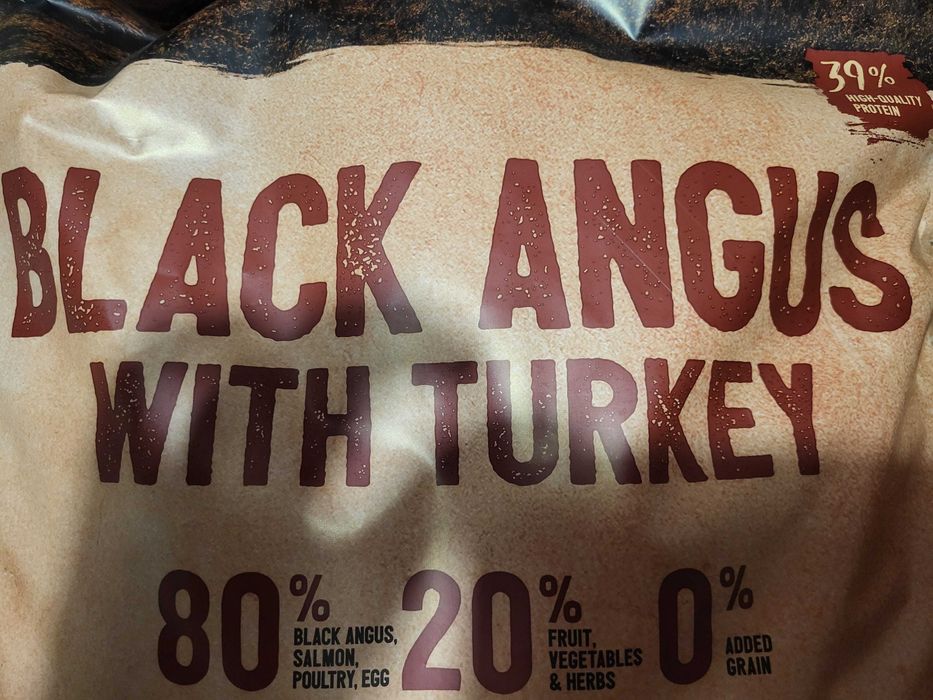 39%
HIGH-QUALITY
PROTEIN
BLACK ANGUS
WITH TURKEY
80%
BLACK ANGUS,
SALMON,
POULTRY, EGG
20%
FRUIT,
VEGETABLES
& HERBS
0%
ADDED
GRAIN